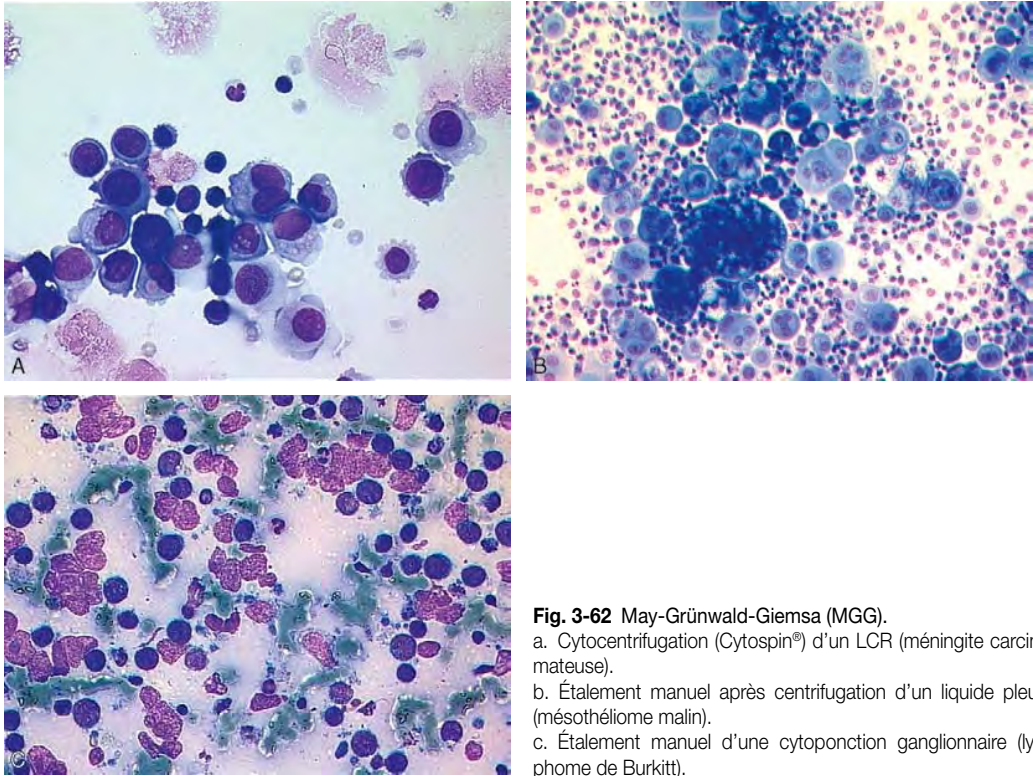 A
B
C
Fig. 3-62 May-Grünwald-Giemsa (MGG).
a. Cytocentrifugation (Cytospin®) d'un LCR (méningite carcin
mateuse).
b. Étalement manuel après centrifugation d'un liquide pleu
(mésothéliome malin).
c. Étalement manuel d'une cytoponction ganglionnaire (ly
phome de Burkitt).